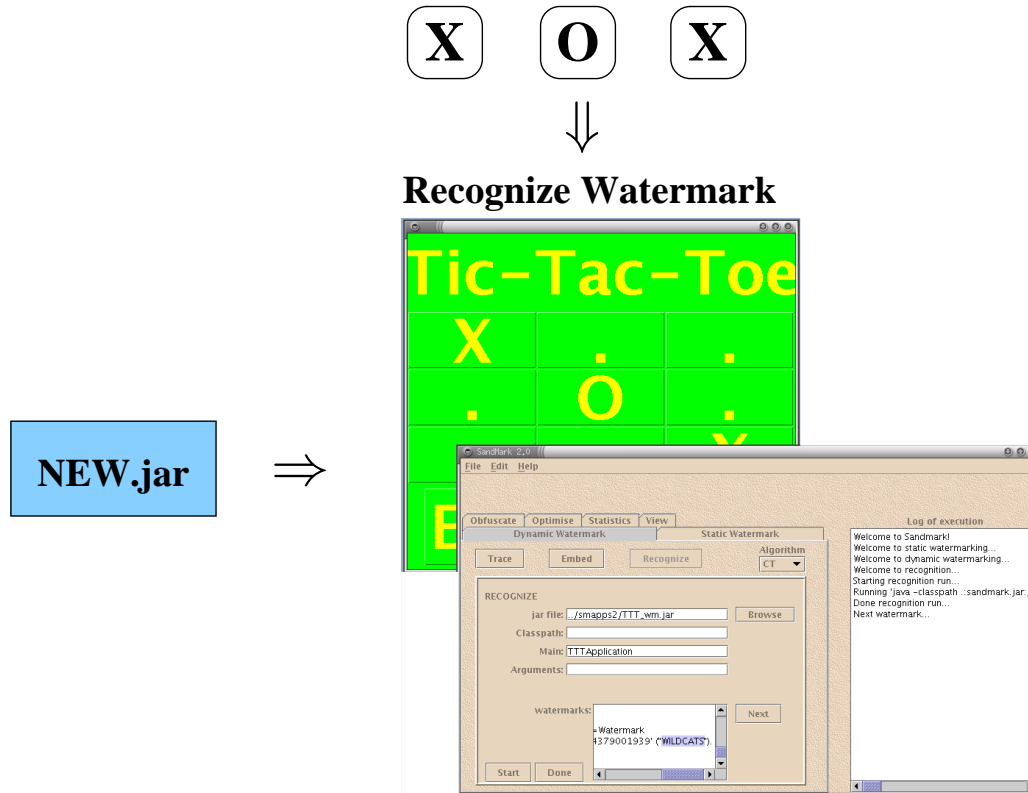 X O X
⇓
Recognize Watermark
Tic-Tac-Toe
X . .
. O .
X
NEW.jar ⇒
SandMark 2.0
File Edit Help
Obfuscate Optimise Statistics View
Dynamic Watermark Static Watermark
Trace Embed Recognize Algorithm
CT
RECOGNIZE
jar file: ../smapps2/TTT_wm.jar Browse
Classpath:
Main: TTTApplication
Arguments:
watermarks: Next
=Watermark
4379001939' ("WILDCATS").
Start Done
Log of execution
Welcome to Sandmark!
Welcome to static watermarking...
Welcome to dynamic watermarking...
Welcome to recognition...
Starting recognition run...
Running 'java -classpath .:sandmark.jar:
Done recognition run...
Next watermark...